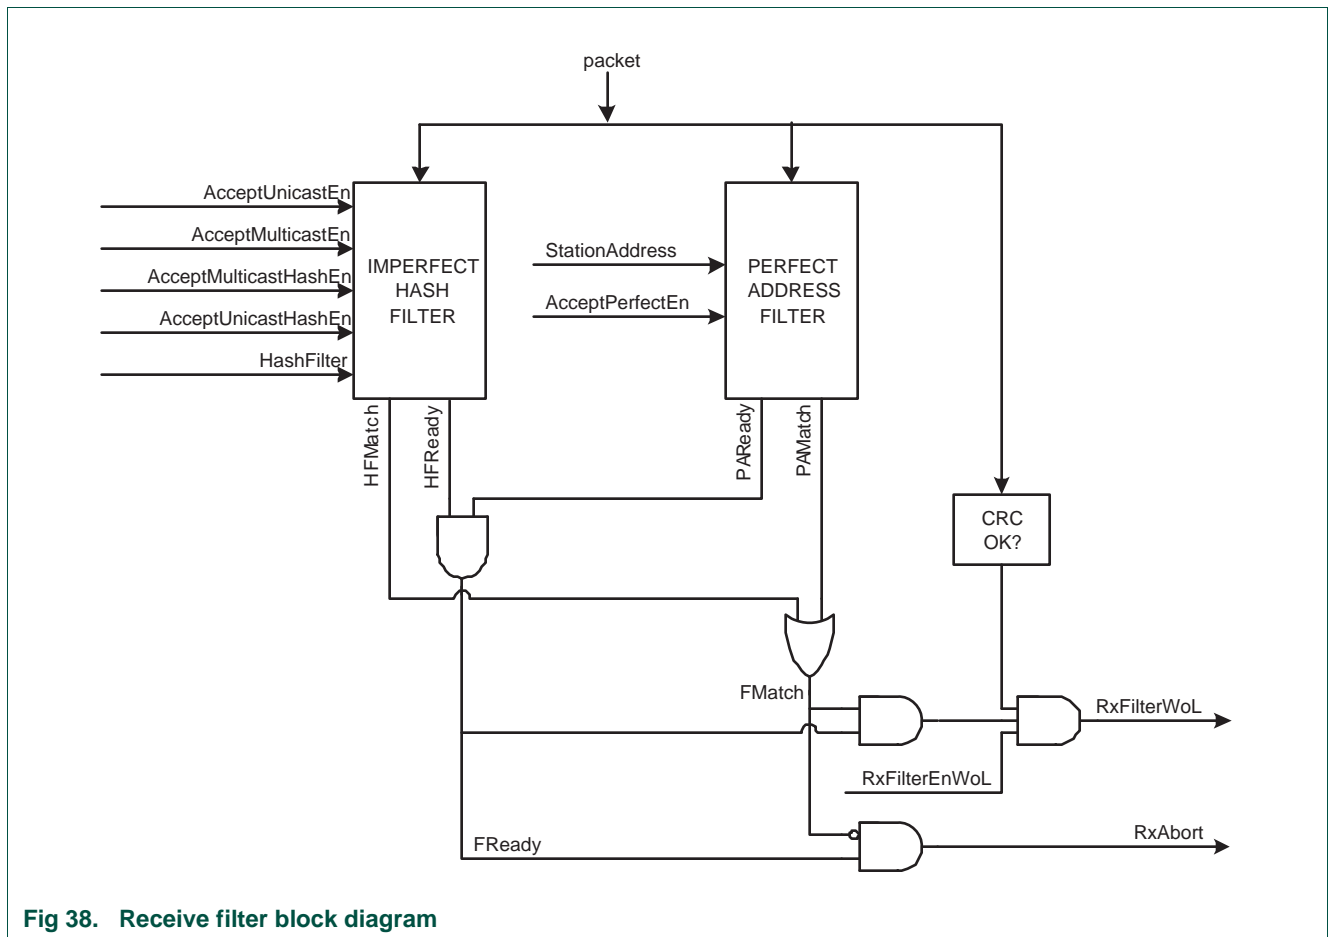 packet
AcceptUnicastEn
AcceptMulticastEn
AcceptMulticastHashEn
AcceptUnicastHashEn
HashFilter
IMPERFECT
HASH
FILTER
StationAddress
AcceptPerfectEn
PERFECT
ADDRESS
FILTER
HFMatch
HFReady
PAReady
PAMatch
CRC
OK?
FMatch
RxFilterWoL
RxFilterEnWoL
RxAbort
FReady
Fig 38. Receive filter block diagram